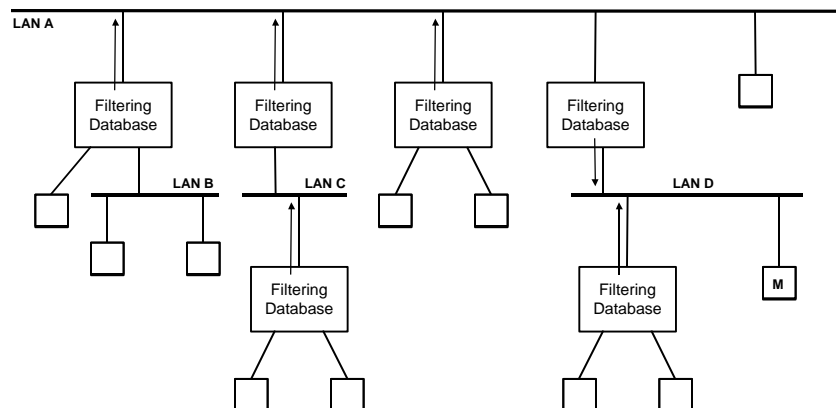 LAN A
Filtering
Database
Filtering
Database
Filtering
Database
Filtering
Database
LAN B
LAN C
LAN D
Filtering
Database
Filtering
Database
M